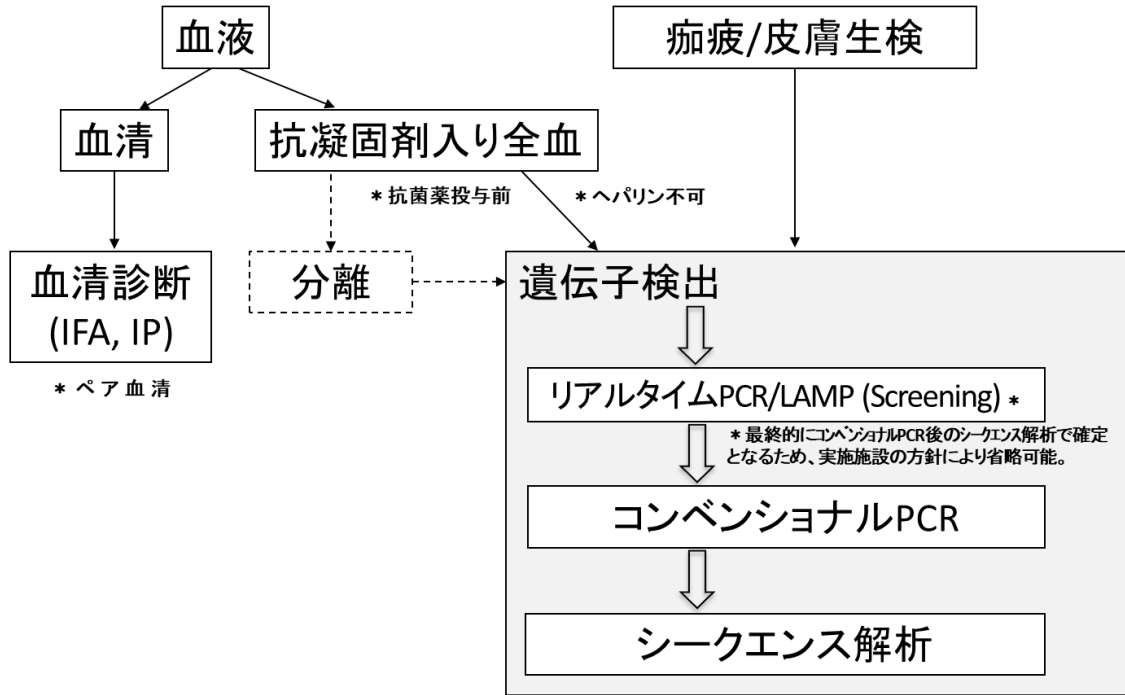 血液
痂疲/皮膚生検
血清
抗凝固剤入り全血
＊抗菌薬投与前
＊ヘパリン不可
血清診断
(IFA, IP)
＊ペア血清
分離
遺伝子検出
リアルタイムPCR/LAMP (Screening) ＊
＊最終的にコンベンショナルPCR後のシークエンス解析で確定
となるため、実施施設の方針により省略可能。
コンベンショナルPCR
シークエンス解析